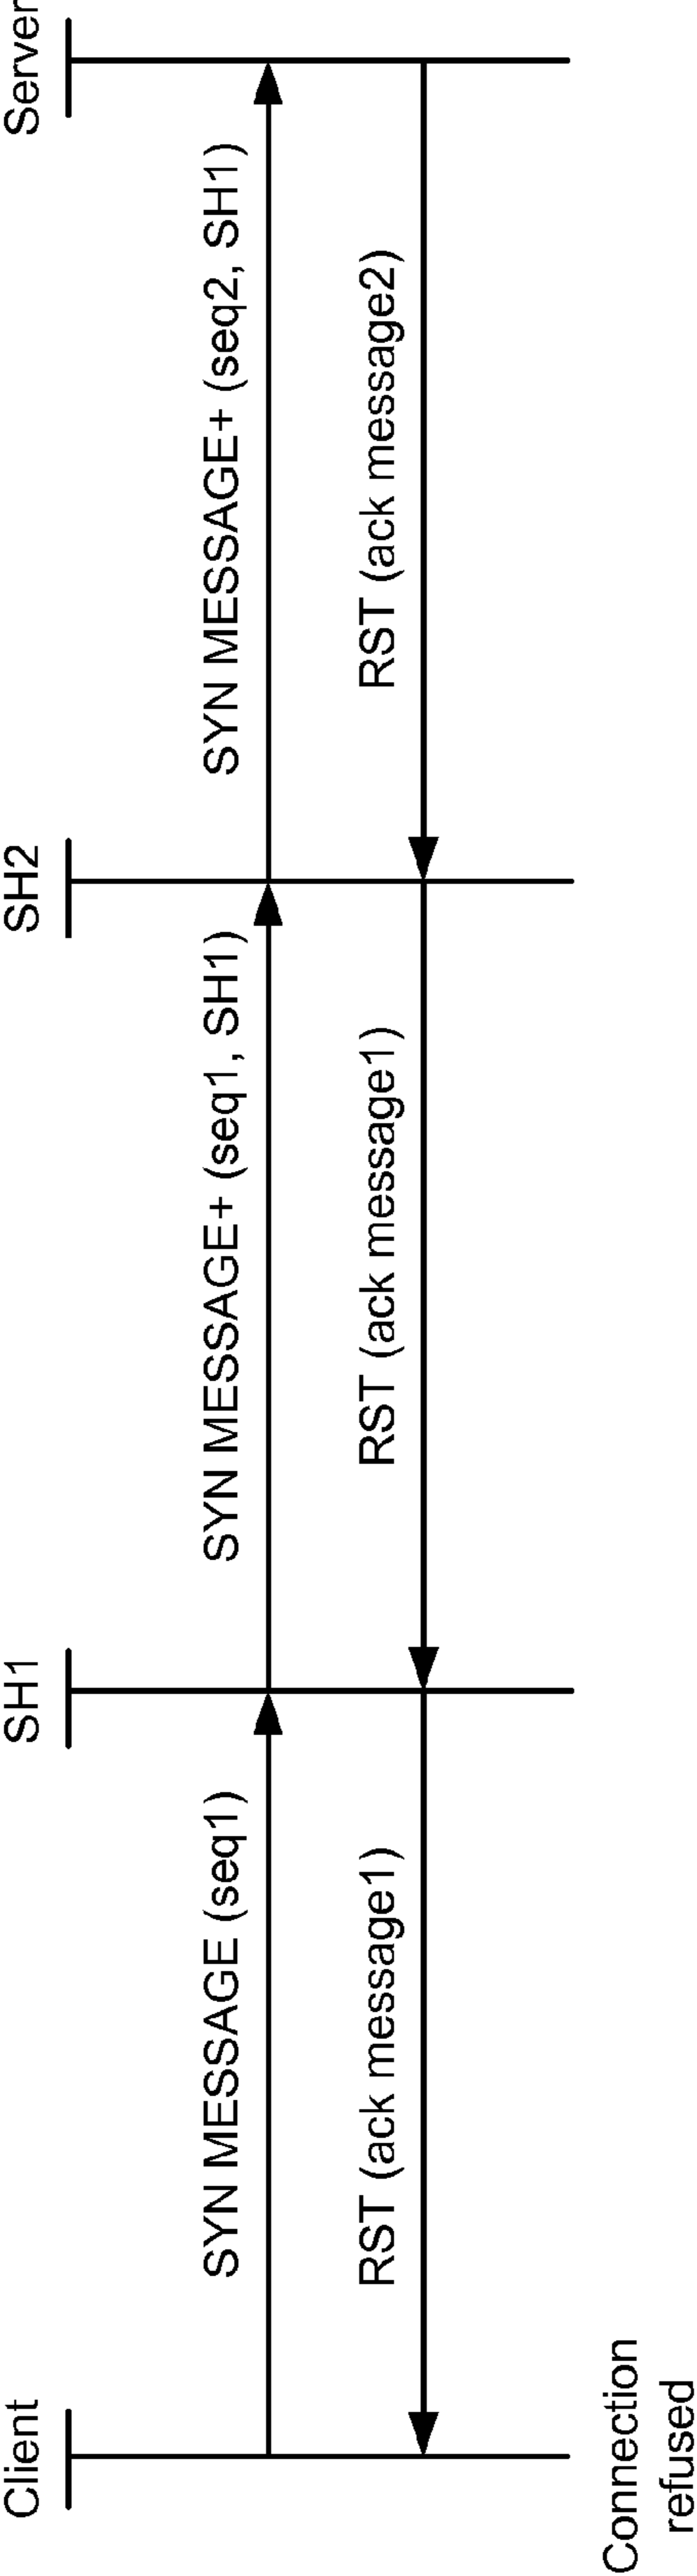 Client
SH1
SH2
Server
SYN MESSAGE (seq1)
SYN MESSAGE+ (seq1, SH1)
SYN MESSAGE+ (seq2, SH1)
RST (ack message1)
RST (ack message1)
RST (ack message2)
Connection
refused